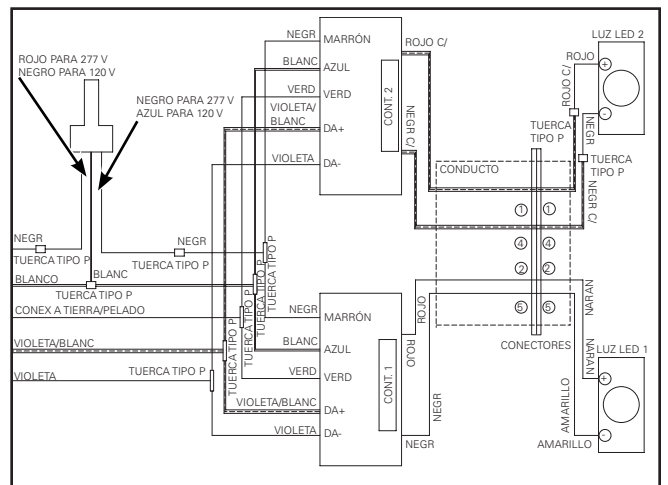 ROJO PARA 277 V
NEGRO PARA 120 V
NEGRO PARA 277 V
AZUL PARA 120 V
NEGR
TUERCA TIPO P
NEGR
TUERCA TIPO P
BLANCO
BLANC
TUERCA TIPO P
CONEX A TIERRA/PELADO
VIOLETA/BLANC
VIOLETA
TUERCA TIPO P
TUERCA TIPO P
TUERCA TIPO P
TUERCA TIPO P
TUERCA TIPO P
NEGR
BLANC
VERD
VIOLETA/
BLANC
VIOLETA
MARRÓN
AZUL
VERD
DA+
DA-
CONT. 2
ROJO C/
NEGR C/
NEGR
BLANC
VERD
VIOLETA/BLANC
VIOLETA
MARRÓN
AZUL
VERD
DA+
DA-
CONT. 1
ROJO
ROJO
NEGR
NEGR
CONDUCTO
TUERCA
TIPO P
1 1
4 4
2 2
5 5
CONECTORES
LUZ LED 2
ROJO
ROJO C/
+
-
NEGR
TUERCA
TIPO P
NEGR C/
NARAN
NARAN
LUZ LED 1
+
-
AMARILLO
AMARILLO